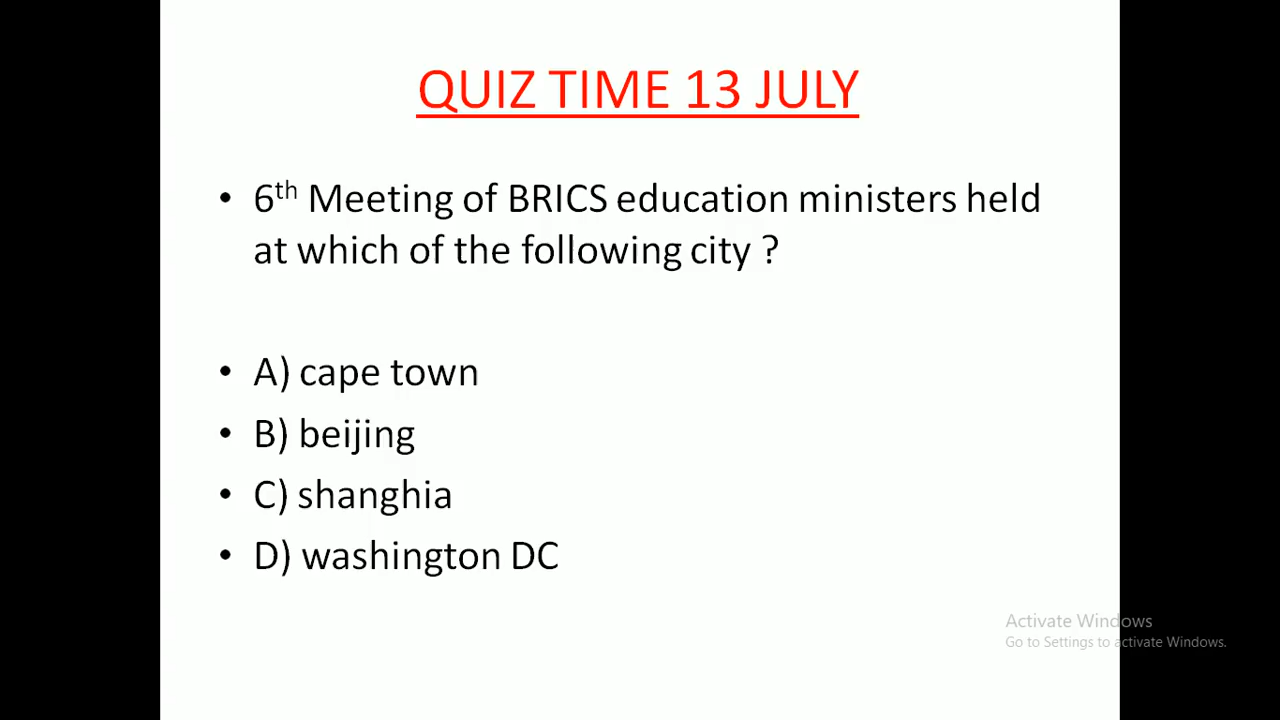 QUIZ TIME 13 JULY
• 6th Meeting of BRICS education ministers held
at which of the following city ?
• A) cape town
• B) beijing
• C) shanghia
• D) washington DC
Activate Windows
Go to Settings to activate Windows.